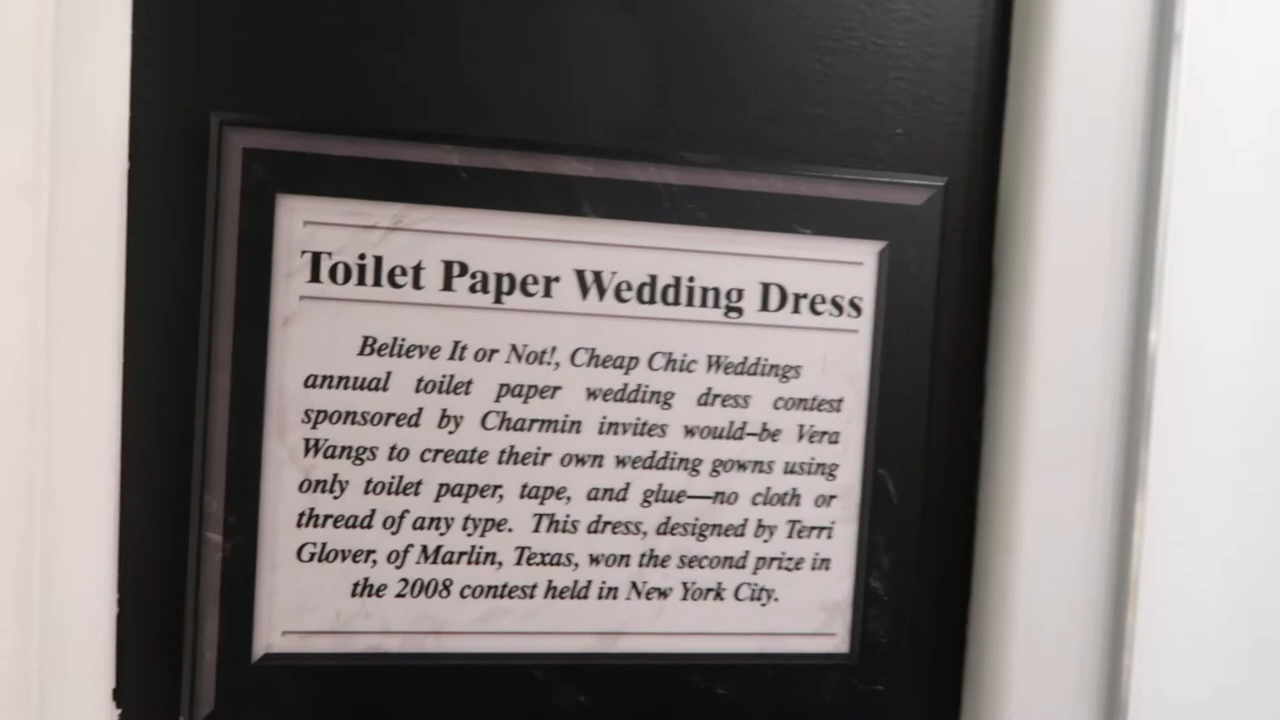 Toilet Paper Wedding Dress
Believe It or Not!, Cheap Chic Weddings
annual toilet paper wedding dress contest
sponsored by Charmin invites would–be Vera
Wangs to create their own wedding gowns using
only toilet paper, tape, and glue—no cloth or
thread of any type. This dress, designed by Terri
Glover, of Marlin, Texas, won the second prize in
the 2008 contest held in New York City.